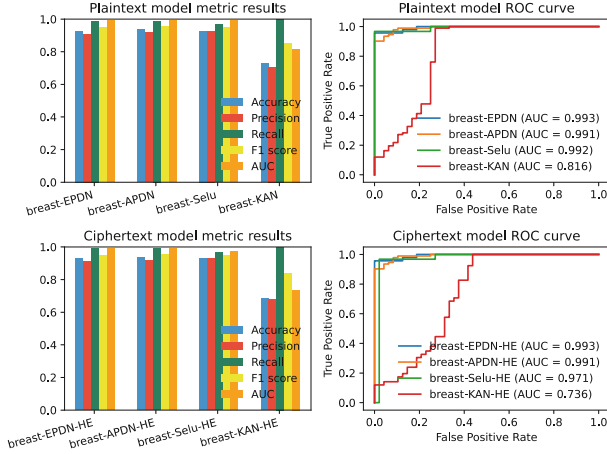 Plaintext model metric results
1.0
0.8
0.6
0.4
0.2
0.0
Accuracy
Precision
Recall
F1 score
AUC
breast-EPDN
breast-APDN
breast-Selu
breast-KAN
Plaintext model ROC curve
True Positive Rate
1.0
0.8
0.6
0.4
0.2
0.0
breast-EPDN (AUC = 0.993)
breast-APDN (AUC = 0.991)
breast-Selu (AUC = 0.992)
breast-KAN (AUC = 0.816)
0.0 0.2 0.4 0.6 0.8 1.0
False Positive Rate
Ciphertext model metric results
1.0
0.8
0.6
0.4
0.2
0.0
Accuracy
Precision
Recall
F1 score
AUC
breast-EPDN-HE
breast-APDN-HE
breast-Selu-HE
breast-KAN-HE
Ciphertext model ROC curve
True Positive Rate
1.0
0.8
0.6
0.4
0.2
0.0
breast-EPDN-HE (AUC = 0.993)
breast-APDN-HE (AUC = 0.991)
breast-Selu-HE (AUC = 0.971)
breast-KAN-HE (AUC = 0.736)
0.0 0.2 0.4 0.6 0.8 1.0
False Positive Rate